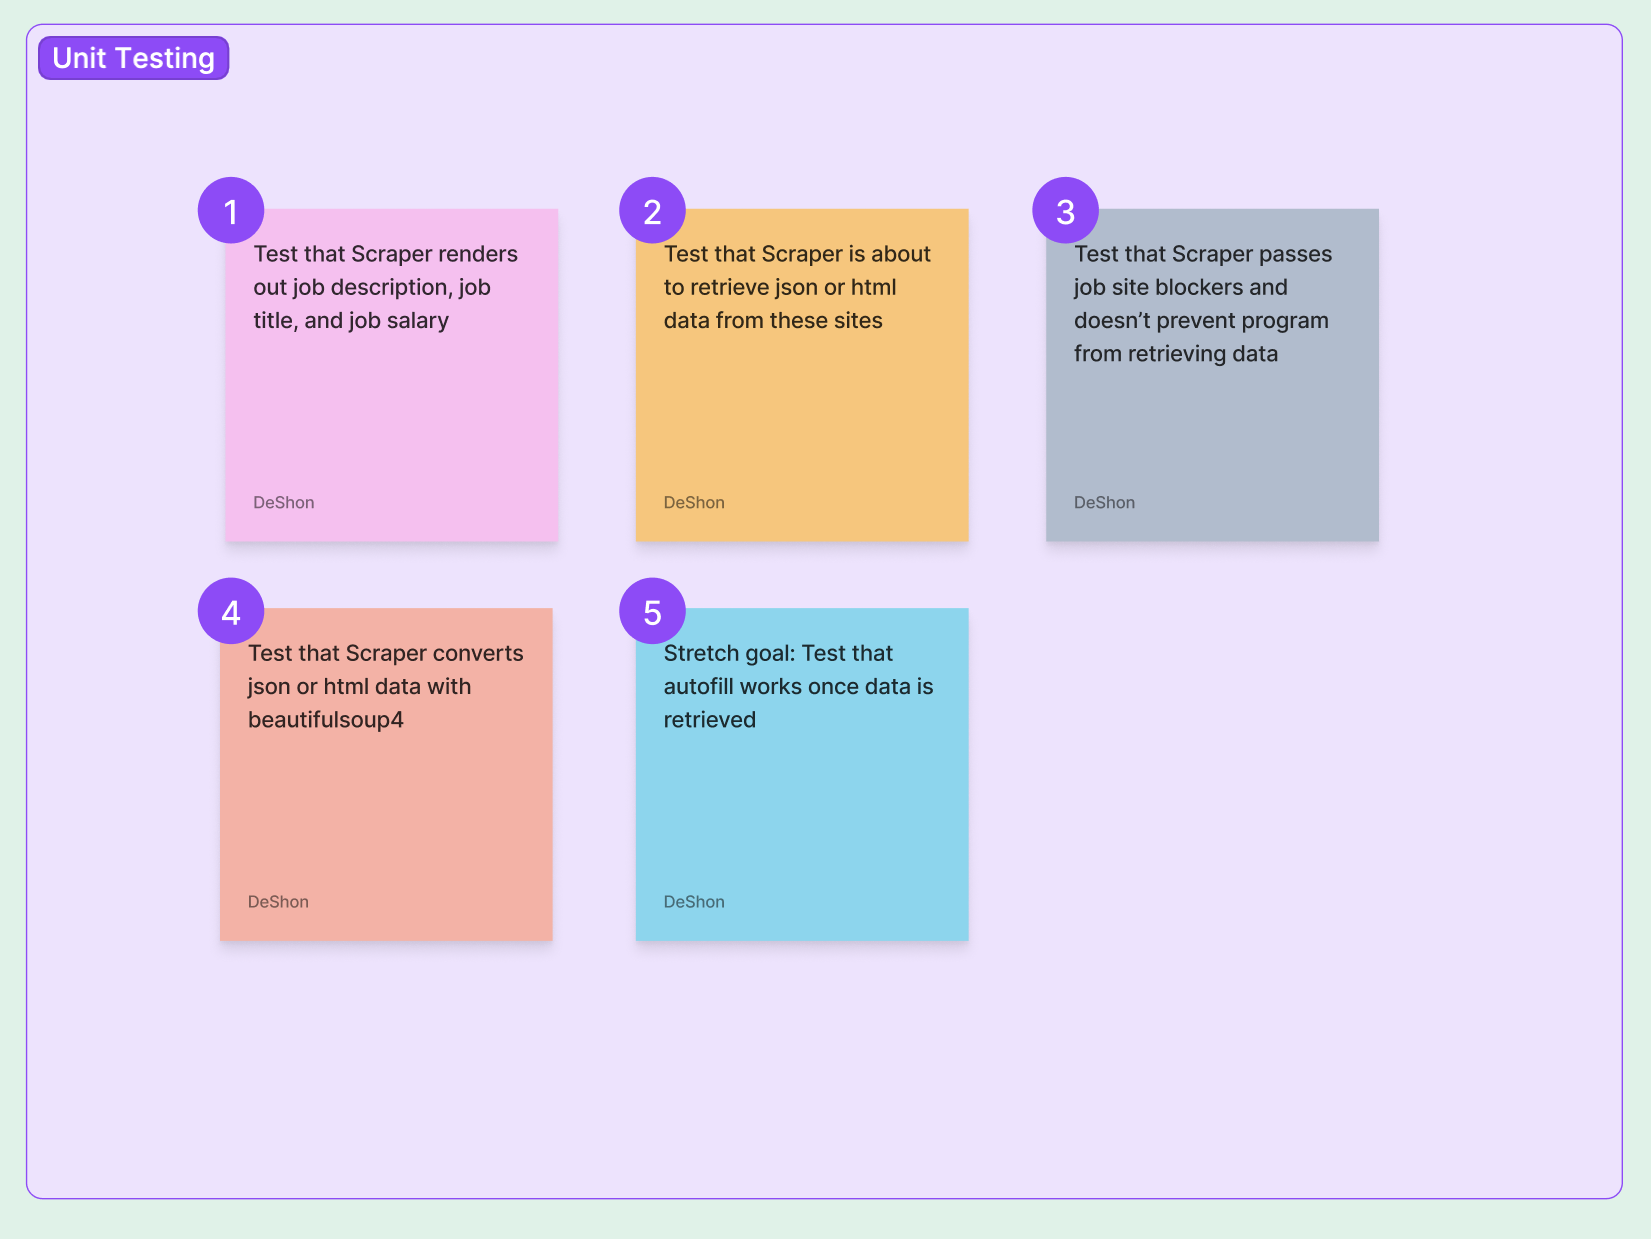 Unit Testing
1
Test that Scraper renders
out job description, job
title, and job salary
DeShon
2
Test that Scraper is about
to retrieve json or html
data from these sites
DeShon
3
Test that Scraper passes
job site blockers and
doesn’t prevent program
from retrieving data
DeShon
4
Test that Scraper converts
json or html data with
beautifulsoup4
DeShon
5
Stretch goal: Test that
autofill works once data is
retrieved
DeShon